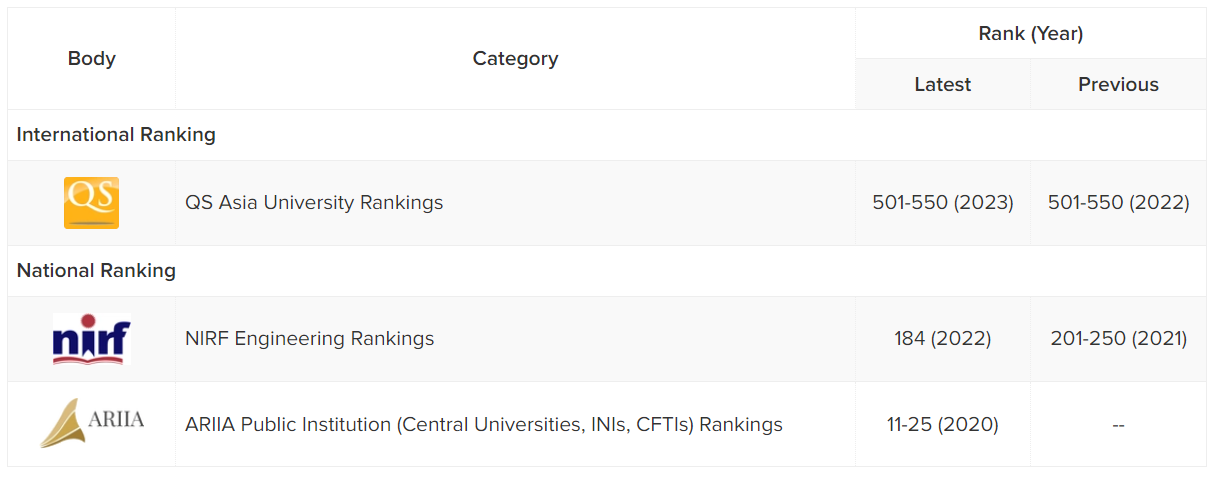 Body Category Rank (Year)
Latest Previous
International Ranking
QS QS Asia University Rankings 501-550 (2023) 501-550 (2022)
National Ranking
nirf NIRF Engineering Rankings 184 (2022) 201-250 (2021)
ARIIA ARIIA Public Institution (Central Universities, INIs, CFTIs) Rankings 11-25 (2020) --